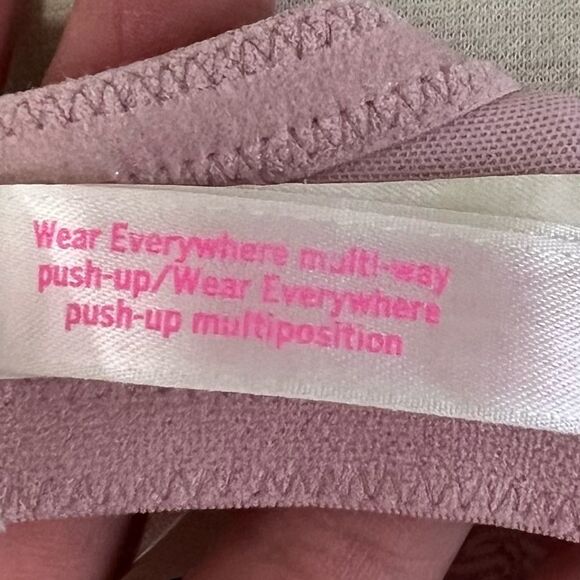 Wear Everywhere multi-way
push-up/Wear Everywhere
push-up multiposition